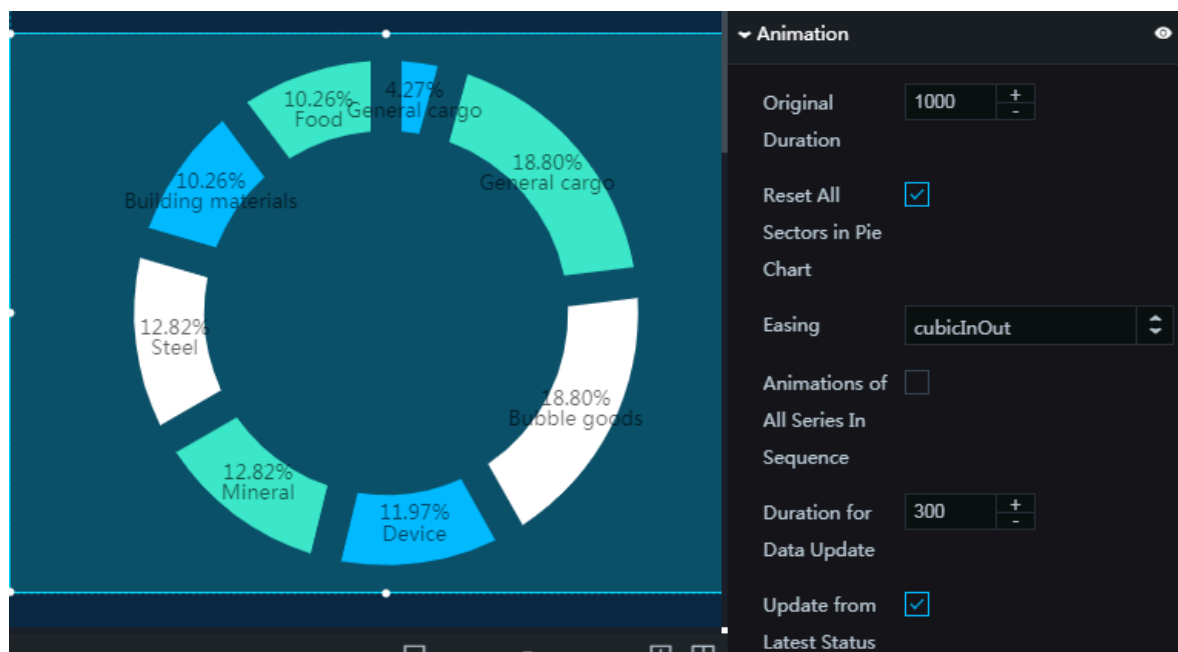 4.27%
General cargo
18.80%
General cargo
18.80%
Bubble goods
11.97%
Device
12.82%
Mineral
12.82%
Steel
10.26%
Building materials
10.26%
Food
Animation
Original
Duration
1000
+
-
Reset All
Sectors in Pie
Chart
Easing
cubicInOut
Animations of
All Series In
Sequence
Duration for
Data Update
300
+
-
Update from
Latest Status